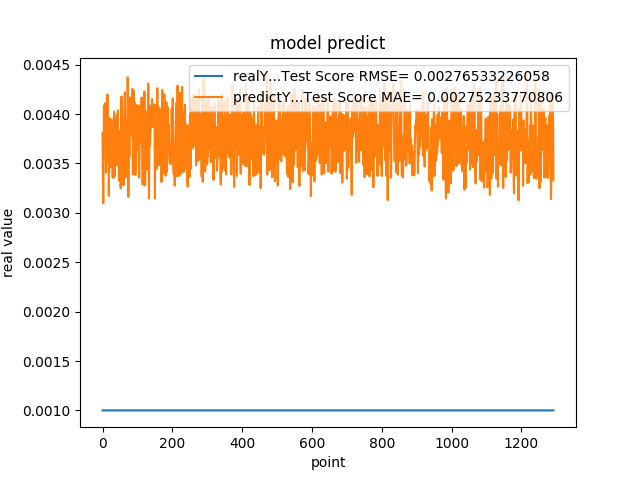 model predict
realY...Test Score RMSE= 0.00276533226058
predictY...Test Score MAE= 0.00275233770806
0.0045
0.0040
0.0035
0.0030
0.0025
0.0020
0.0015
0.0010
real value
0 200 400 600 800 1000 1200
point